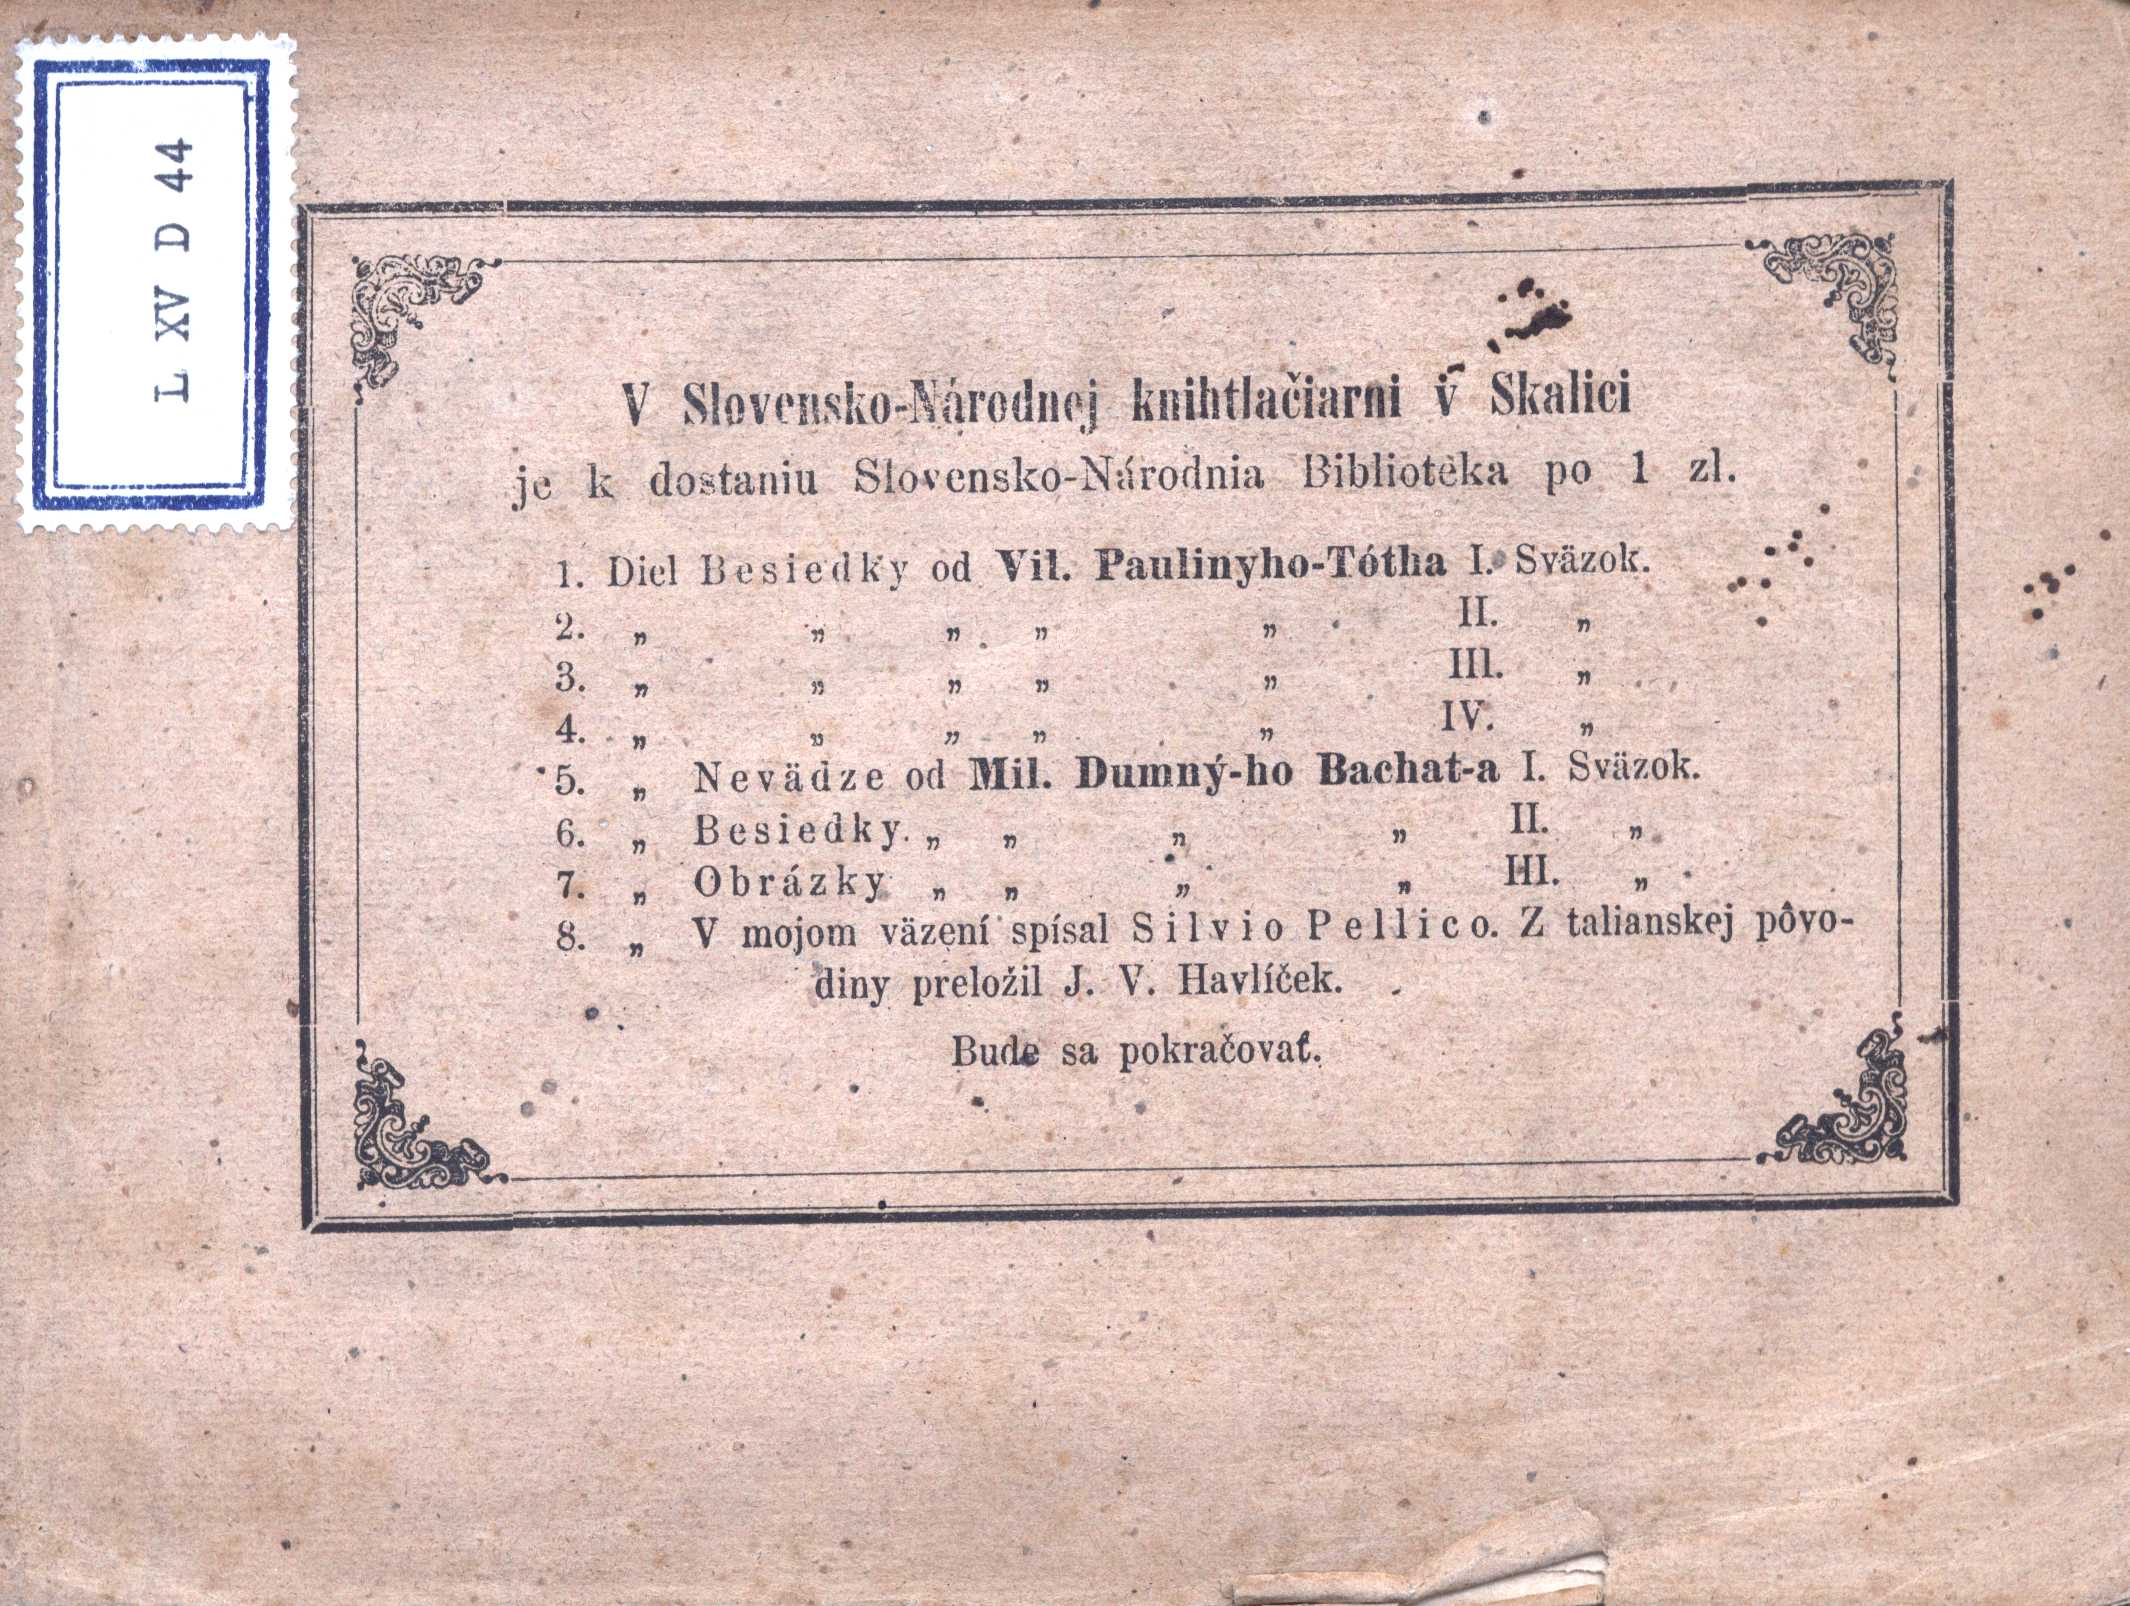 L XV D 44
V Slovensko-Národnej knihtlačiarni v Skalici
je k dostaniu Slovensko-Národnia Bibliotéka po 1 zl.
1. Diel Besiedky od Vil. Paulinyho-Tótha I. Sväzok.
2. „ „ „ „ „ II. „
3. „ „ „ „ „ III. „
4. „ „ „ „ „ IV. „
5. „ Nevädze od Mil. Dumný-ho Bachat-a I. Sväzok.
6. „ Besiedky „ „ „ „ II. „
7. „ Obrázky „ „ „ „ III. „
8. „ V mojom väzení spísal Silvio Pellico. Z talianskej pôvo-
diny preložil J. V. Havlíček.
Bude sa pokračovať.